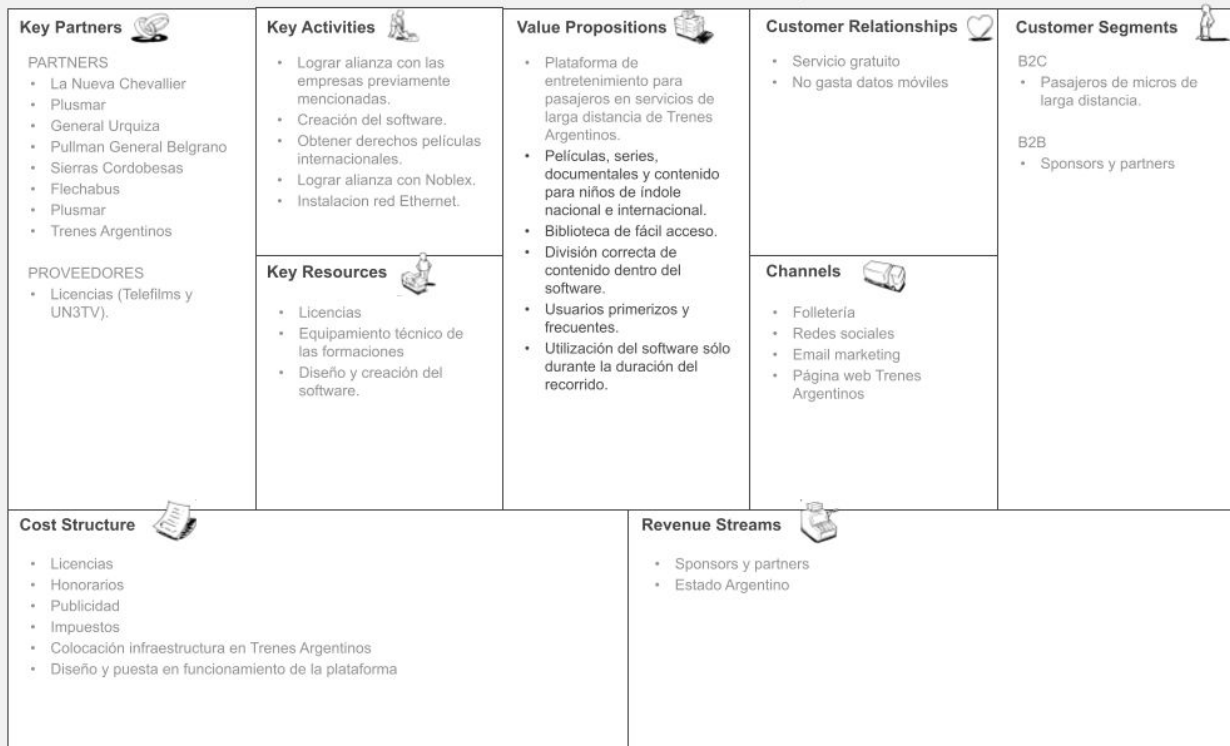 Key Partners
PARTNERS
• La Nueva Chevallier
• Plusmar
• General Urquiza
• Pullman General Belgrano
• Sierras Cordobesas
• Flechabus
• Plusmar
• Trenes Argentinos
PROVEEDORES
• Licencias (Telefilms y
UN3TV).
Key Activities
• Lograr alianza con las
empresas previamente
mencionadas.
• Creación del software.
• Obtener derechos películas
internacionales.
• Lograr alianza con Noblex.
• Instalacion red Ethernet.
Key Resources
• Licencias
• Equipamiento técnico de
las formaciones
• Diseño y creación del
software.
Value Propositions
• Plataforma de
entretenimiento para
pasajeros en servicios de
larga distancia de Trenes
Argentinos.
• Películas, series,
documentales y contenido
para niños de índole
nacional e internacional.
• Biblioteca de fácil acceso.
• División correcta de
contenido dentro del
software.
• Usuarios primerizos y
frecuentes.
• Utilización del software sólo
durante la duración del
recorrido.
Customer Relationships
• Servicio gratuito
• No gasta datos móviles
Channels
• Folletería
• Redes sociales
• Email marketing
• Página web Trenes
Argentinos
Customer Segments
B2C
• Pasajeros de micros de
larga distancia.
B2B
• Sponsors y partners
Cost Structure
• Licencias
• Honorarios
• Publicidad
• Impuestos
• Colocación infraestructura en Trenes Argentinos
• Diseño y puesta en funcionamiento de la plataforma
Revenue Streams
• Sponsors y partners
• Estado Argentino